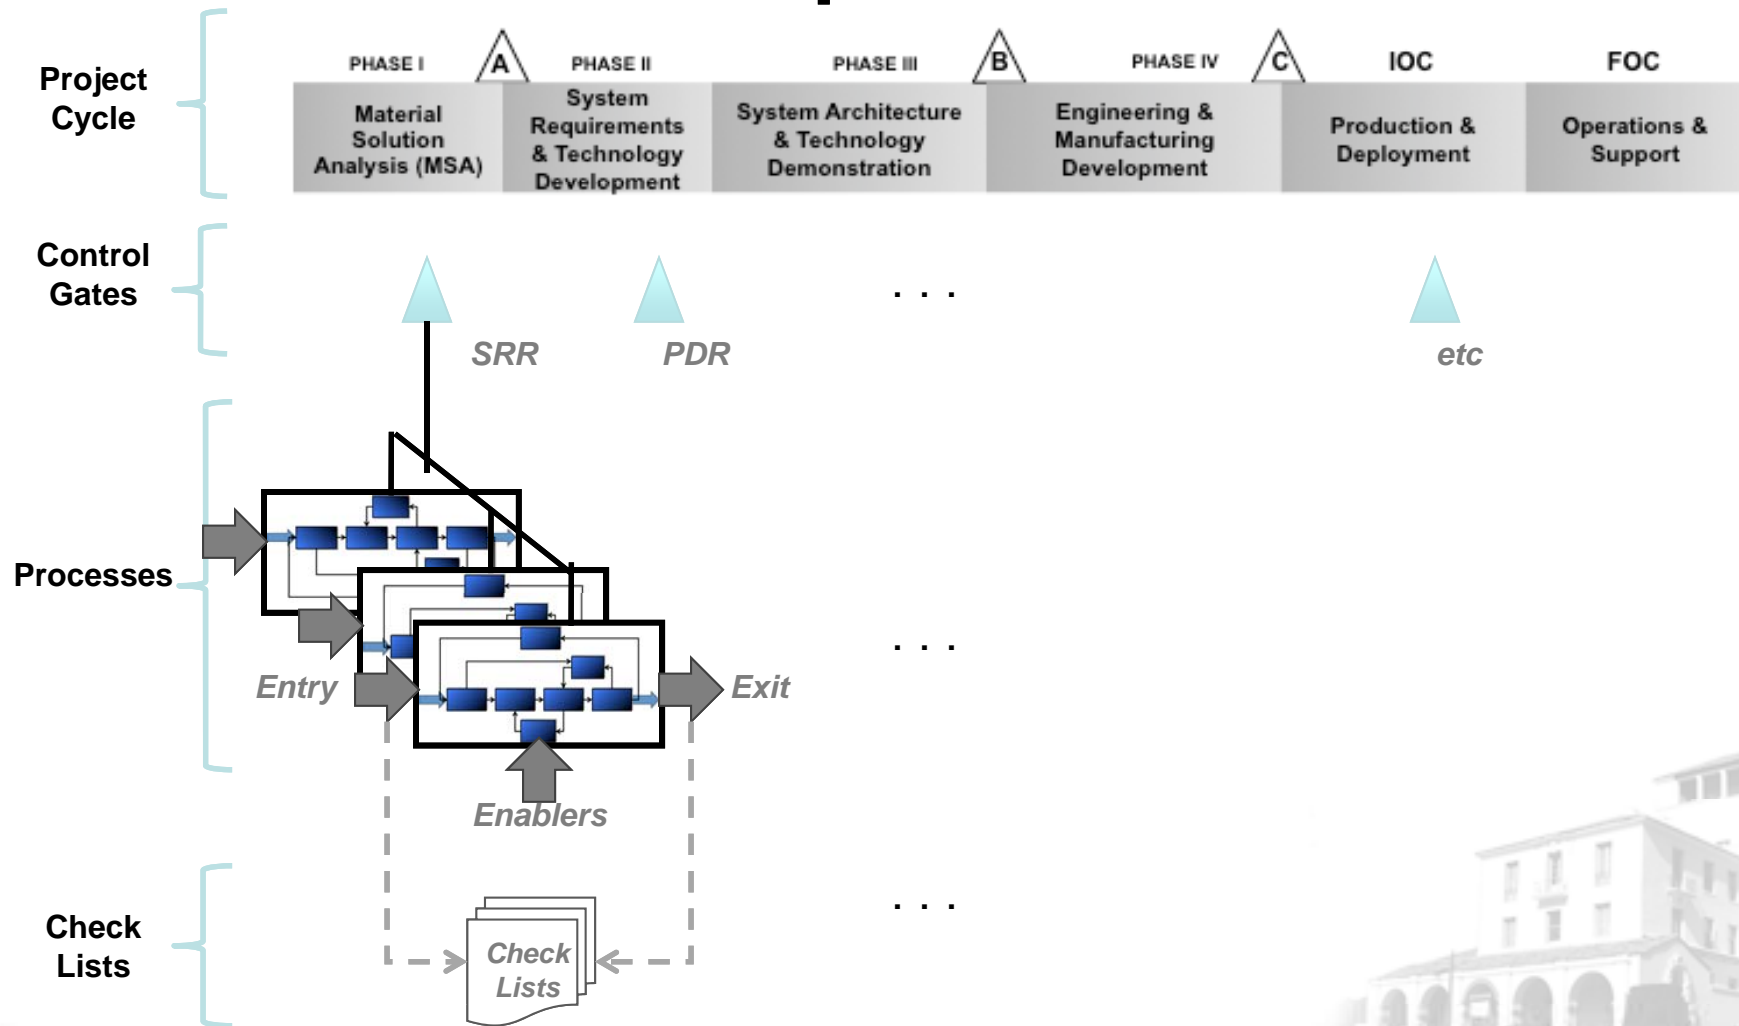 Project
Cycle
PHASE I
A
PHASE II
PHASE III
B
PHASE IV
C
IOC
FOC
Material
Solution
Analysis (MSA)
System
Requirements
& Technology
Development
System Architecture
& Technology
Demonstration
Engineering &
Manufacturing
Development
Production &
Deployment
Operations &
Support
Control
Gates
. . .
SRR
PDR
etc
Processes
. . .
Entry
Exit
Enablers
Check
Lists
. . .
Check
Lists